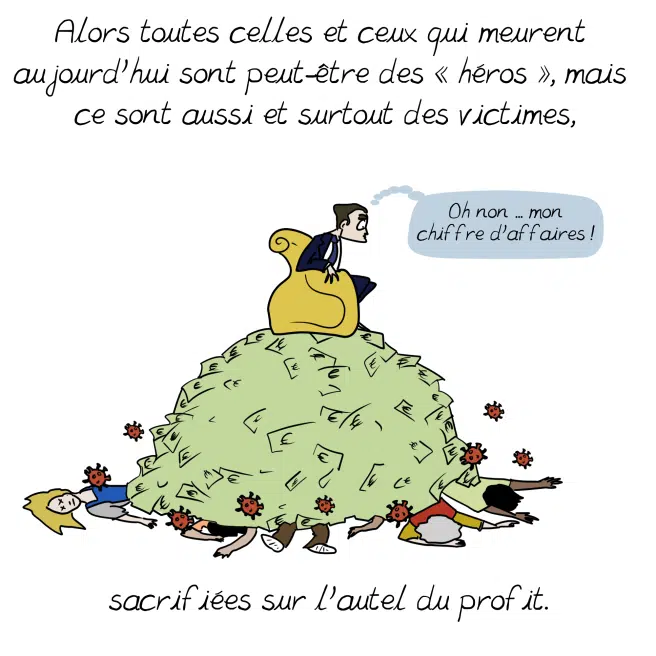 Alors toutes celles et ceux qui meurent
aujourd'hui sont peut-être des « héros », mais
ce sont aussi et surtout des victimes,
Oh non ... mon
chiffre d'affaires !
sacrifiées sur l'autel du profit.